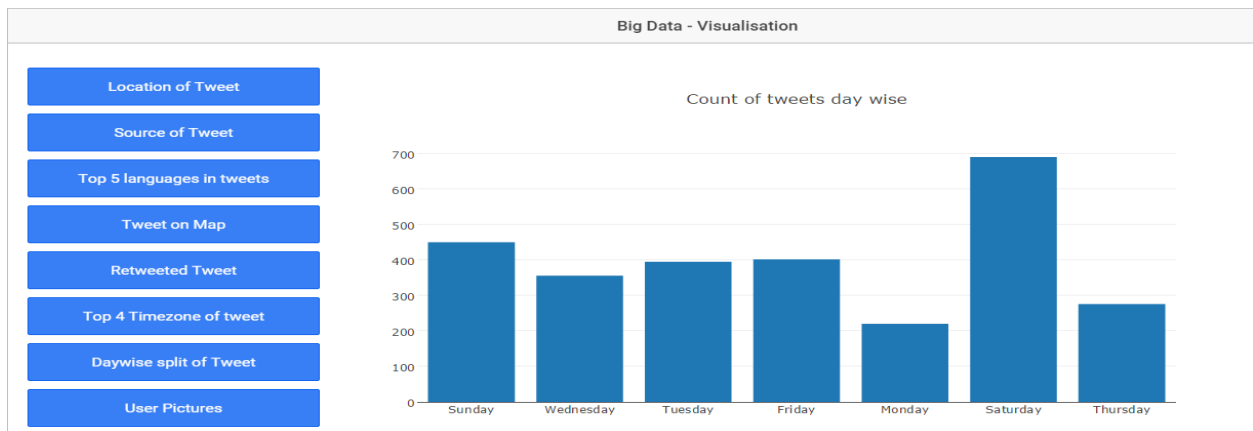 Big Data - Visualisation
Location of Tweet
Source of Tweet
Top 5 languages in tweets
Tweet on Map
Retweeted Tweet
Top 4 Timezone of tweet
Daywise split of Tweet
User Pictures
Count of tweets day wise
700
600
500
400
300
200
100
0
Sunday Wednesday Tuesday Friday Monday Saturday Thursday